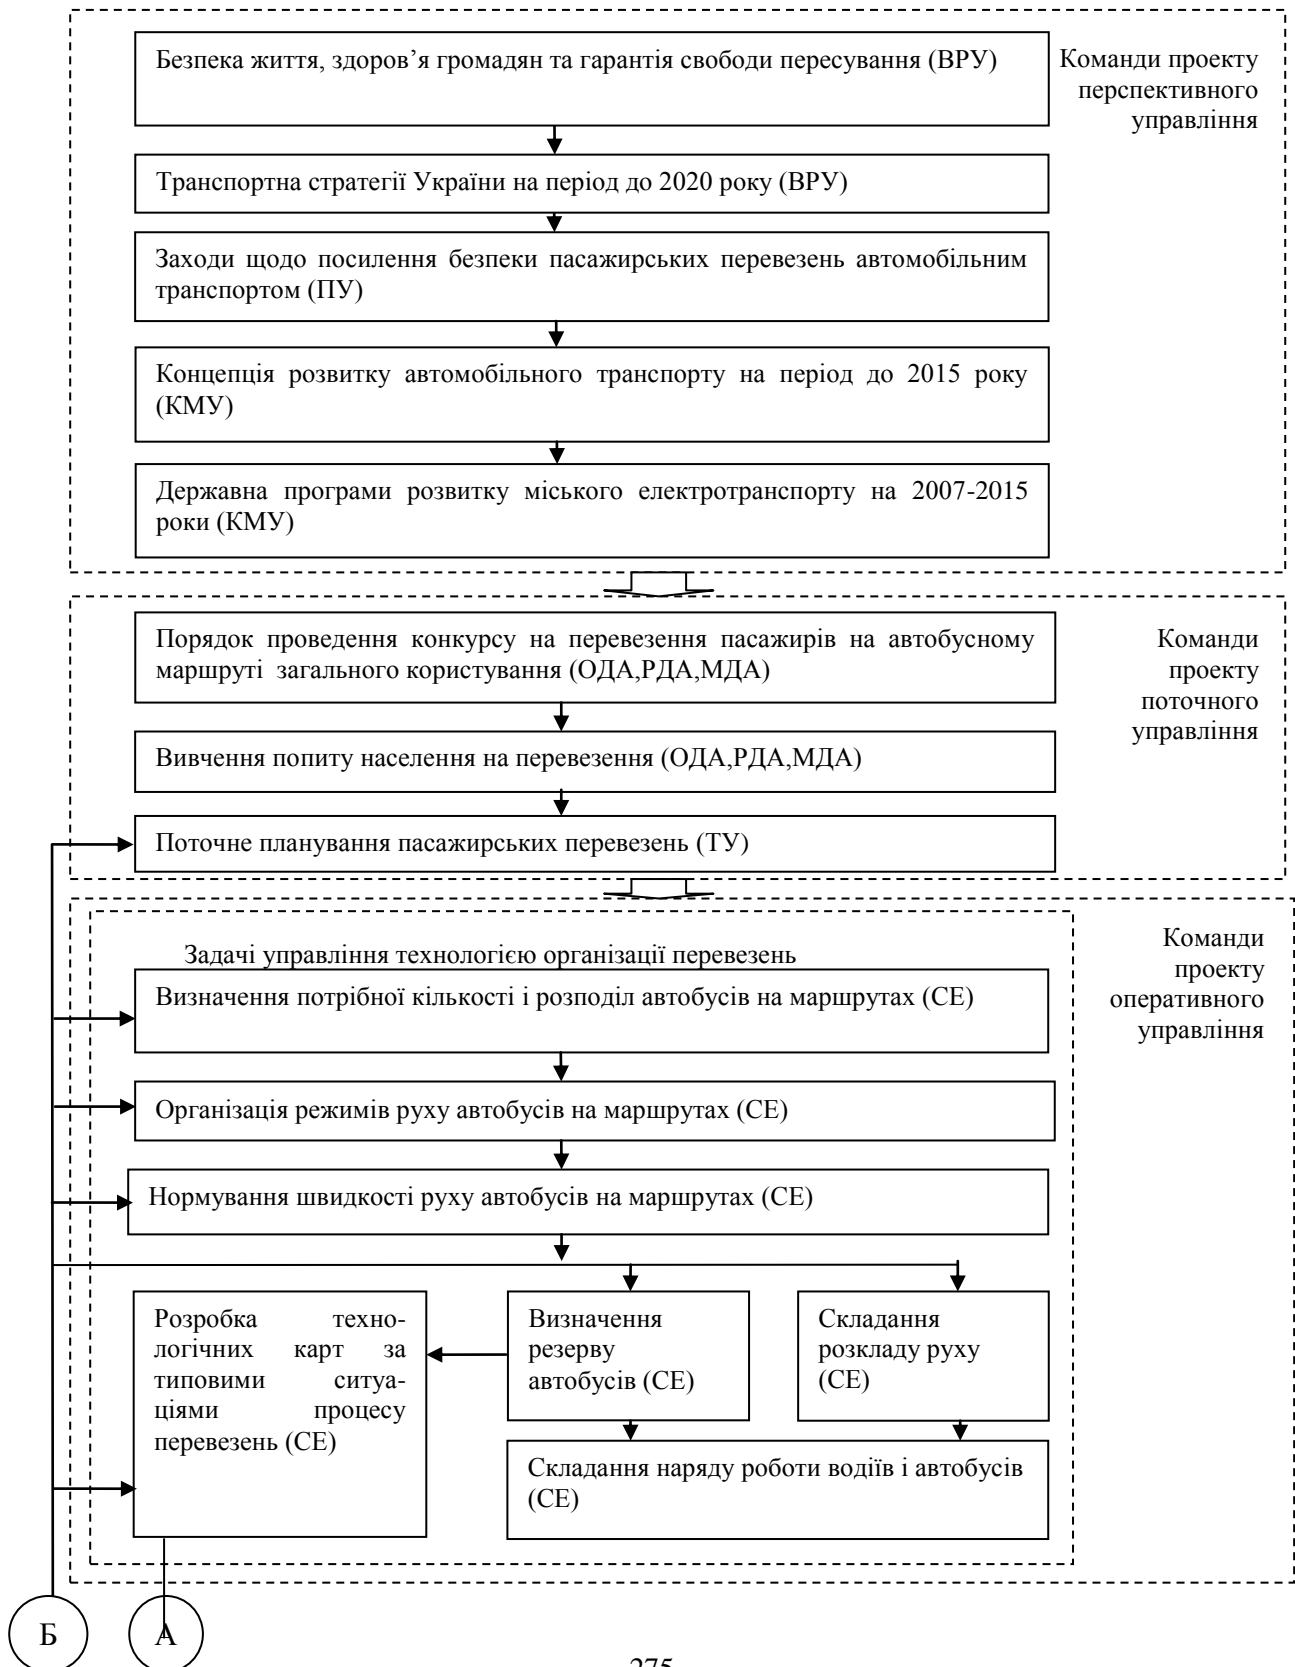 Безпека життя, здоров’я громадян та гарантія свободи пересування (ВРУ)
Команди проекту
перспективного
управління
Транспортна стратегії України на період до 2020 року (ВРУ)
Заходи щодо посилення безпеки пасажирських перевезень автомобільним
транспортом (ПУ)
Концепція розвитку автомобільного транспорту на період до 2015 року
(КМУ)
Державна програми розвитку міського електротранспорту на 2007-2015
роки (КМУ)
Порядок проведення конкурсу на перевезення пасажирів на автобусному
маршруті загального користування (ОДА,РДА,МДА)
Команди
проекту
поточного
управління
Вивчення попиту населення на перевезення (ОДА,РДА,МДА)
Поточне планування пасажирських перевезень (ТУ)
Команди
проекту
оперативного
управління
Задачі управління технологією організації перевезень
Визначення потрібної кількості і розподіл автобусів на маршрутах (СЕ)
Організація режимів руху автобусів на маршрутах (СЕ)
Нормування швидкості руху автобусів на маршрутах (СЕ)
Розробка техно-
логічних карт за
типовими ситуа-
ціями процесу
перевезень (СЕ)
Визначення
резерву
автобусів (СЕ)
Складання
розкладу руху
(СЕ)
Складання наряду роботи водіїв і автобусів
(СЕ)
Б
А
275